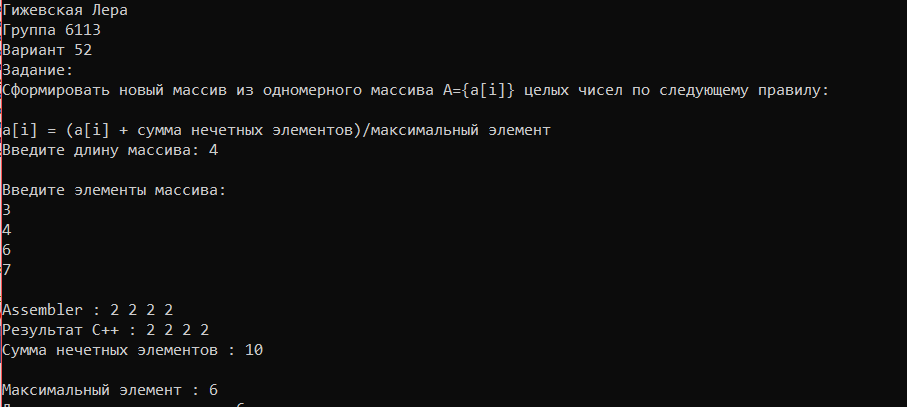 Гижевская Лера
Группа 6113
Вариант 52
Задание:
Сформировать новый массив из одномерного массива A={a[i]} целых чисел по следующему правилу:
a[i] = (a[i] + сумма нечетных элементов)/максимальный элемент
Введите длину массива: 4
Введите элементы массива:
3
4
6
7
Assembler : 2 2 2 2
Результат C++ : 2 2 2 2
Сумма нечетных элементов : 10
Максимальный элемент : 6